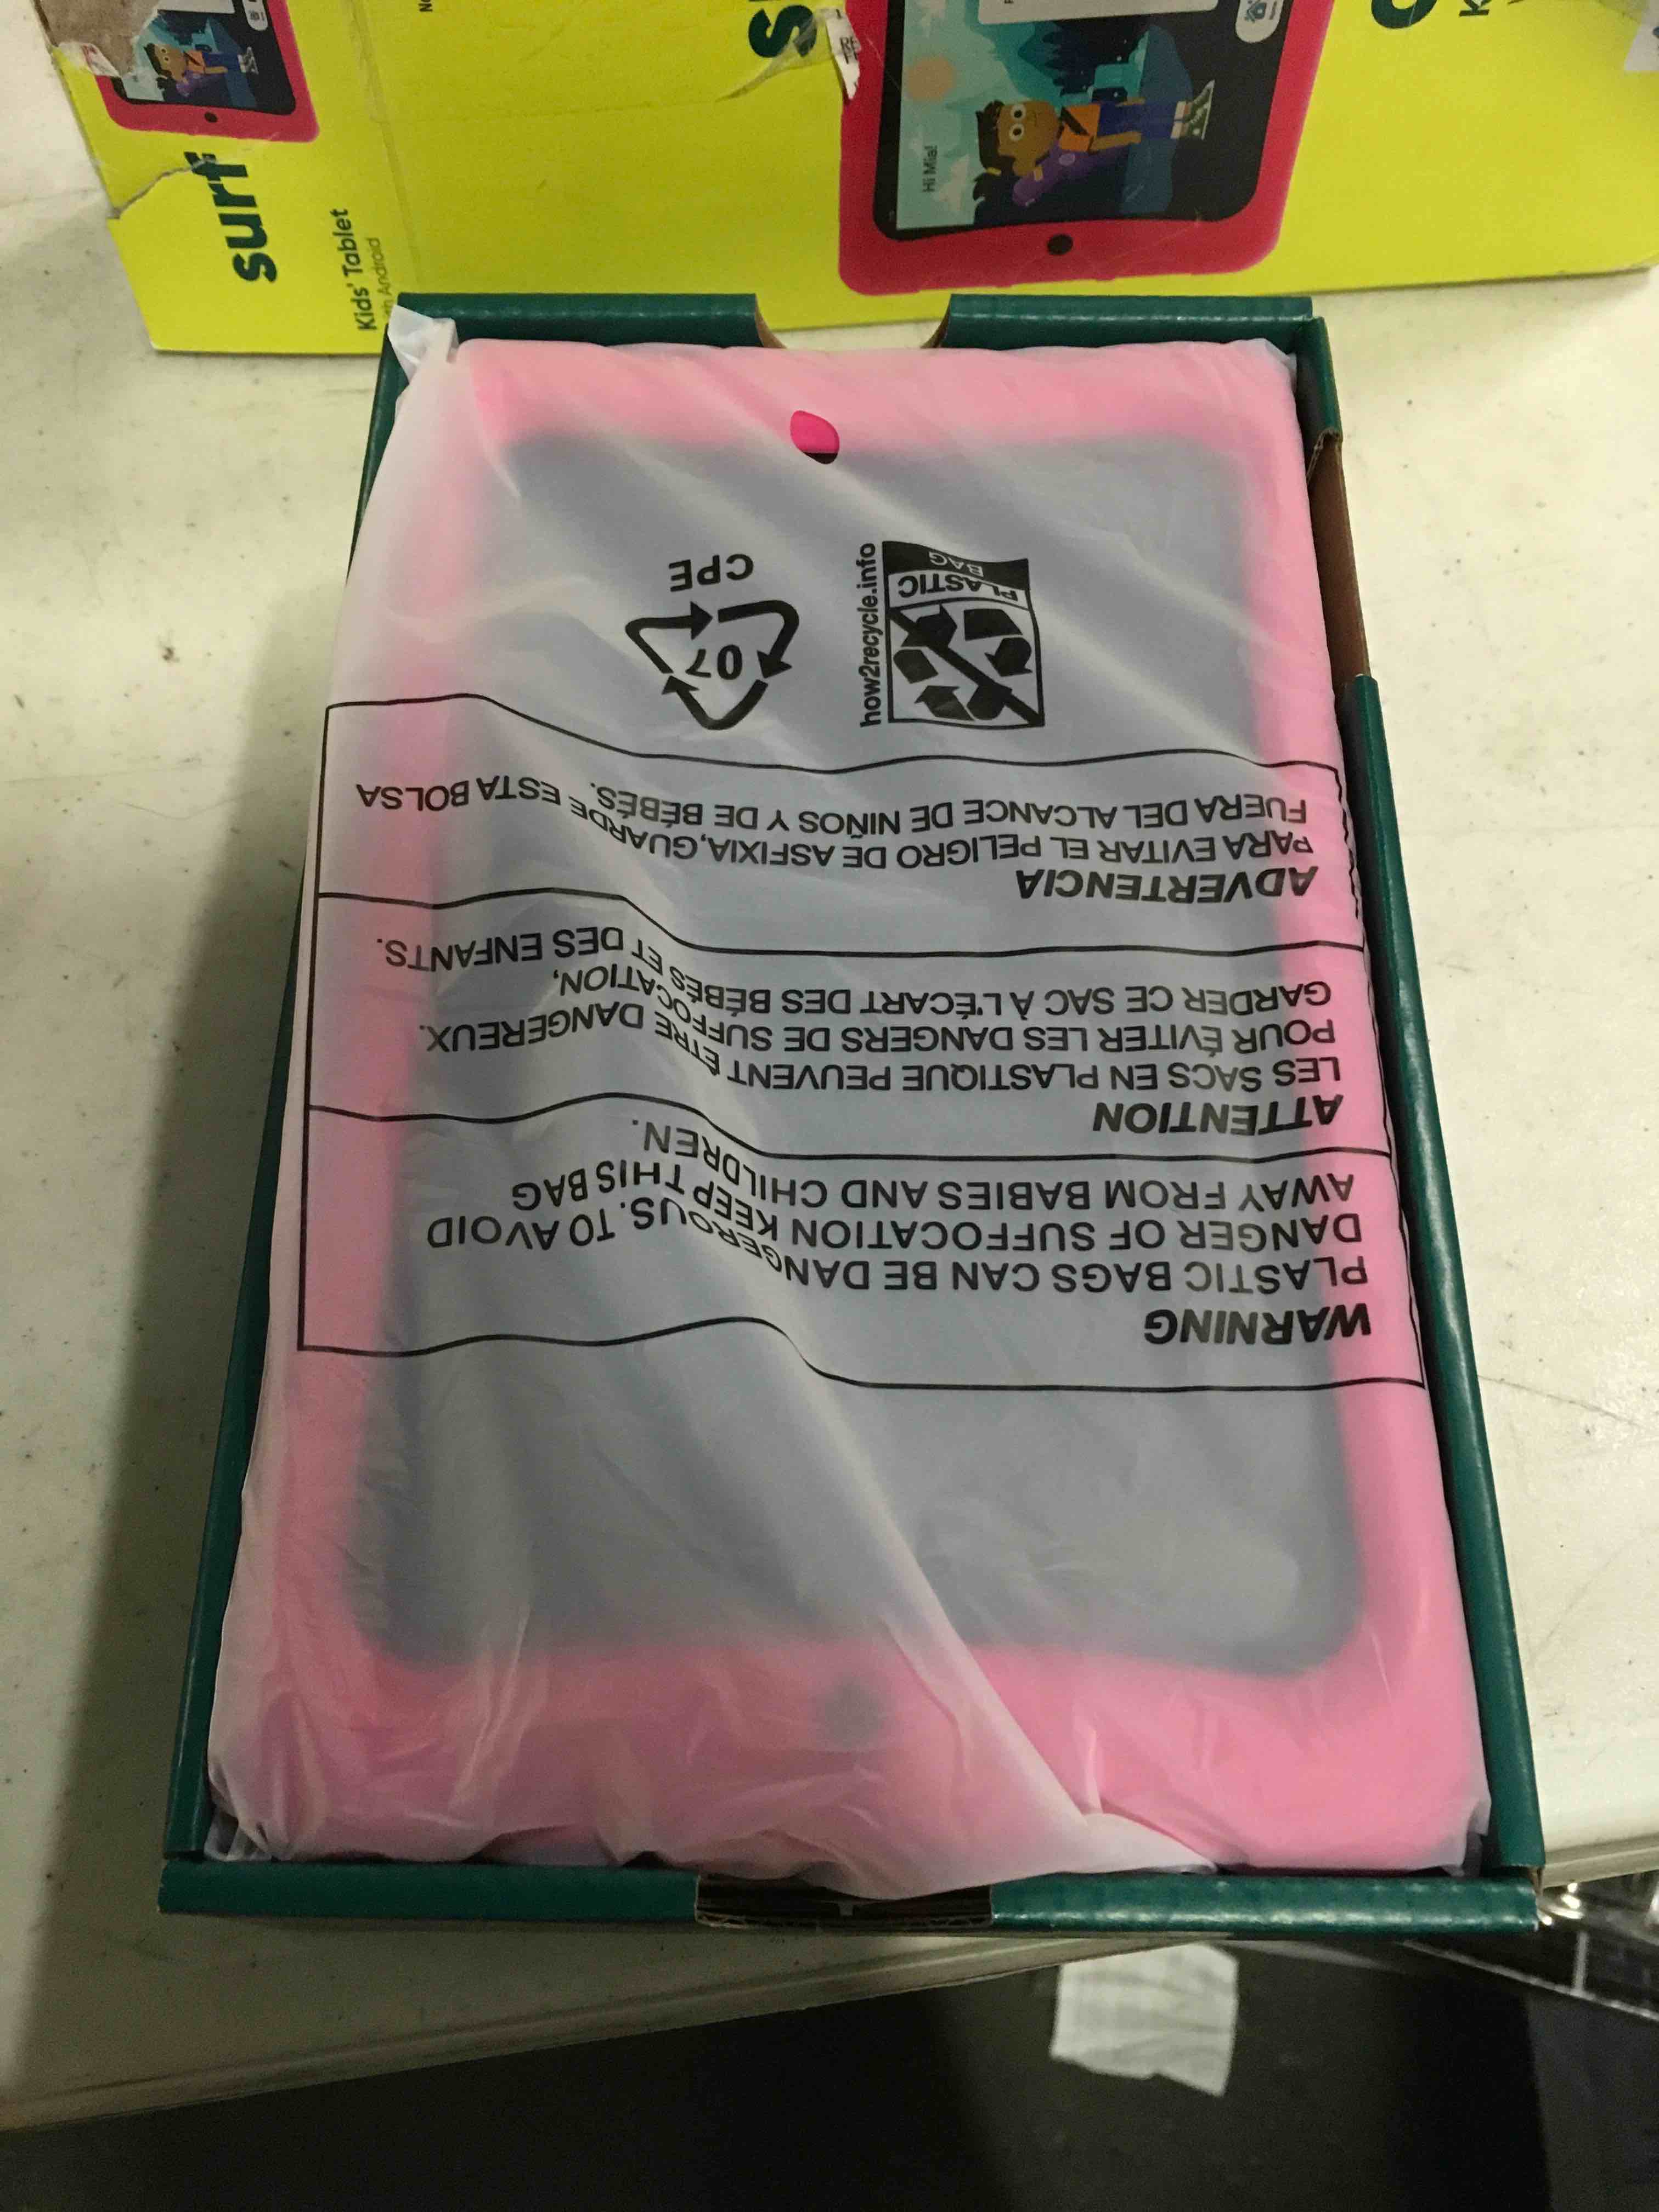 surf
Kids' Tablet
with Android
Hi Mia!
WARNING
PLASTIC BAGS CAN BE DANGEROUS. TO AVOID
DANGER OF SUFFOCATION KEEP THIS BAG
AWAY FROM BABIES AND CHILDREN.
ATTENTION
LES SACS EN PLASTIQUE PEUVENT ÊTRE DANGEREUX.
POUR ÉVITER LES DANGERS DE SUFFOCATION,
GARDER CE SAC À L'ÉCART DES BÉBÉS ET DES ENFANTS.
ADVERTENCIA
PARA EVITAR EL PELIGRO DE ASFIXIA, GUARDE ESTA BOLSA
FUERA DEL ALCANCE DE NIÑOS Y DE BÉBÉS.
07
CPE
PLASTIC
BAG
how2recycle.info